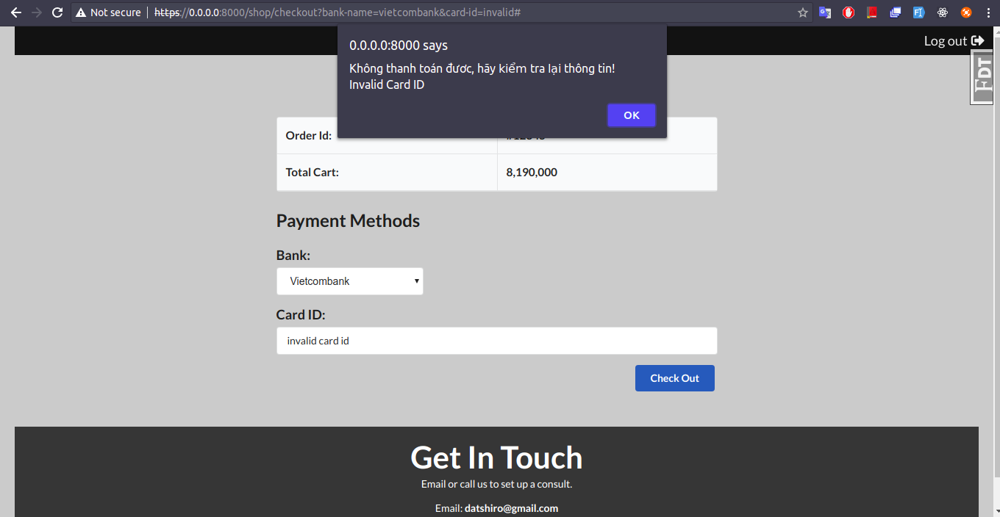 Not secure | https://0.0.0.0:8000/shop/checkout?bank-name=vietcombank&card-id=invalid#
Log out
0.0.0.0:8000 says
Không thanh toán đươc, hãy kiểm tra lại thông tin!
Invalid Card ID
OK
FDT
Order Id:
Total Cart: 8,190,000
Payment Methods
Bank:
Vietcombank
Card ID:
invalid card id
Check Out
Get In Touch
Email or call us to set up a consult.
Email: datshiro@gmail.com